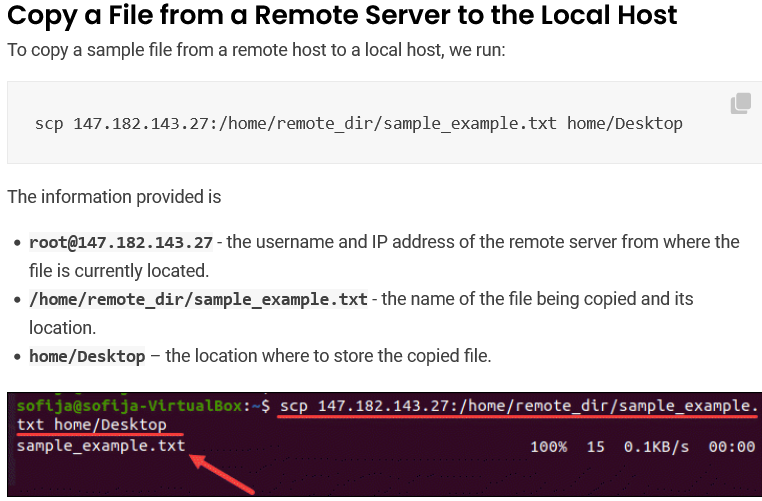 Copy a File from a Remote Server to the Local Host
To copy a sample file from a remote host to a local host, we run:
scp 147.182.143.27:/home/remote_dir/sample_example.txt home/Desktop
The information provided is
• root@147.182.143.27 - the username and IP address of the remote server from where the
file is currently located.
• /home/remote_dir/sample_example.txt - the name of the file being copied and its
location.
• home/Desktop – the location where to store the copied file.
sofija@sofija-VirtualBox:~$ scp 147.182.143.27:/home/remote_dir/sample_example.
txt home/Desktop
sample_example.txt 100% 15 0.1KB/s 00:00